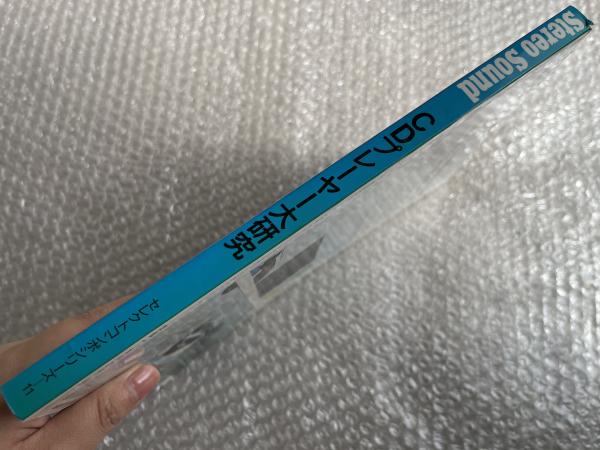 Stereo Sound
CDプレーヤー大研究
セレクトコンポシリーズ—11